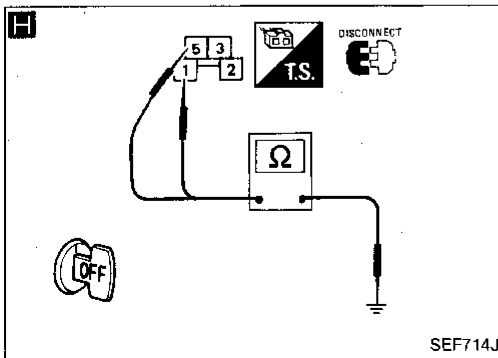 H
DISCONNECT
5 3
1 2
T.S.
Ω
OFF
SEF714J